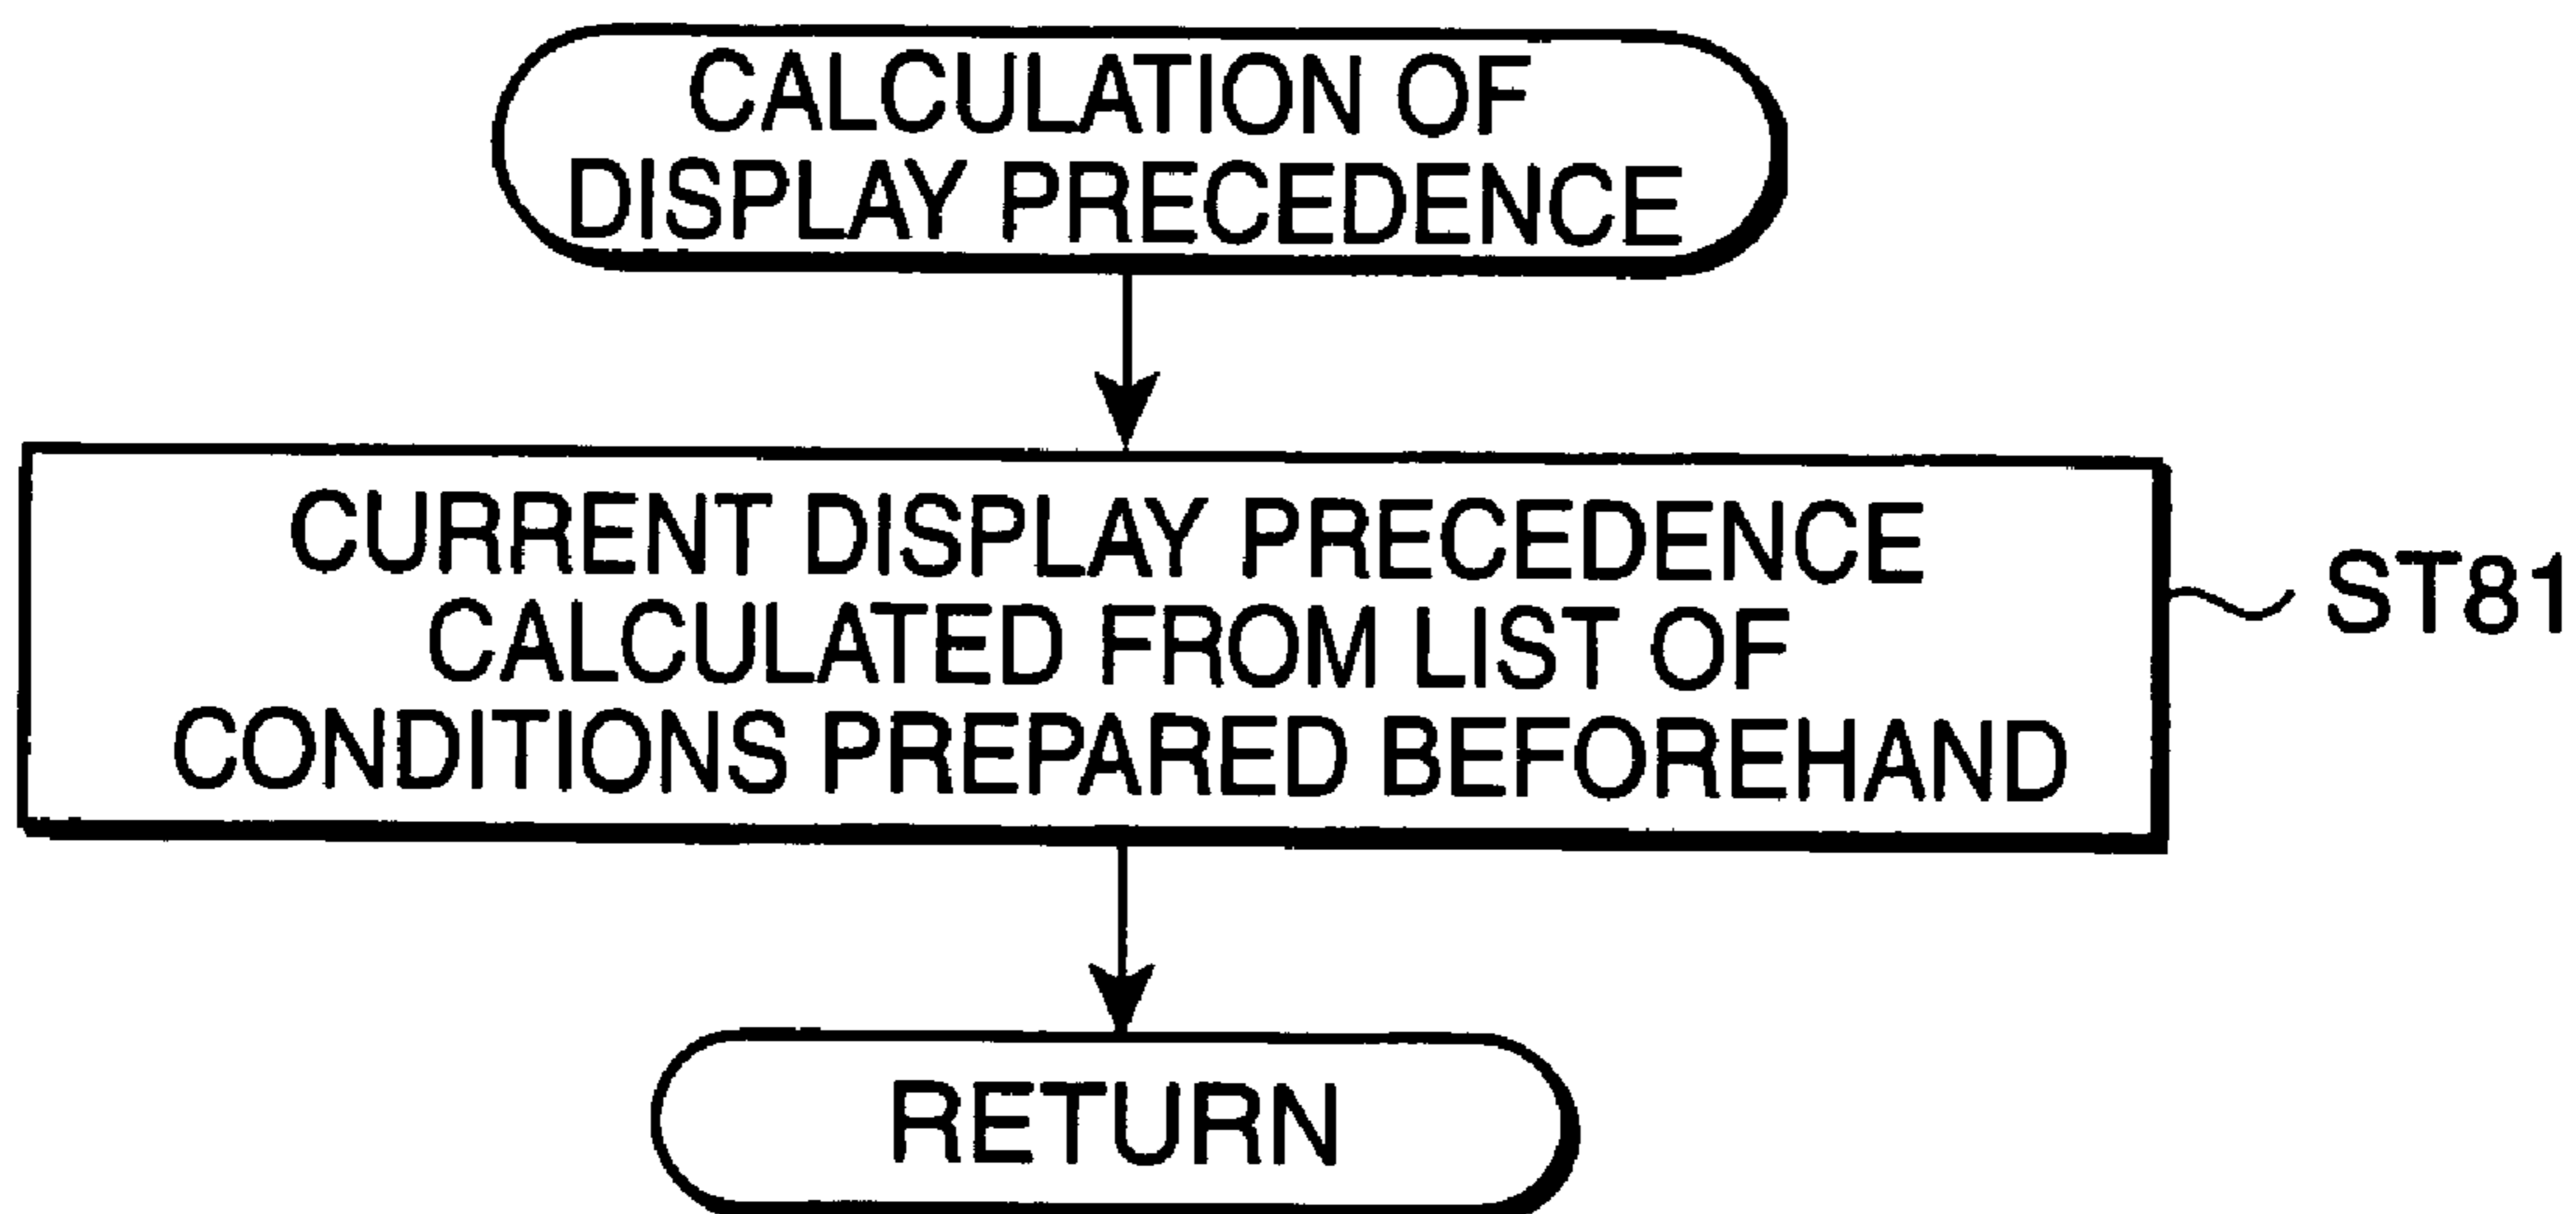 CALCULATION OF
DISPLAY PRECEDENCE
CURRENT DISPLAY PRECEDENCE
CALCULATED FROM LIST OF
CONDITIONS PREPARED BEFOREHAND
ST81
RETURN